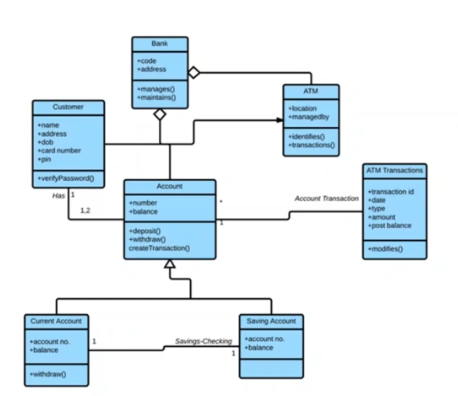 Bank
+code
+address
+manages()
+maintains()
ATM
+location
+managedby
+identifies()
+transactions()
Customer
+name
+address
+dob
+card number
+pin
+verifyPassword()
Has
1
1,2
Account
+number
+balance
+deposit()
+withdraw()
createTransaction()
*
1
Account Transaction
ATM Transactions
+transaction id
+date
+type
+amount
+post balance
+modifies()
Current Account
+account no.
+balance
+withdraw()
1
Savings-Checking
1
Saving Account
+account no.
+balance